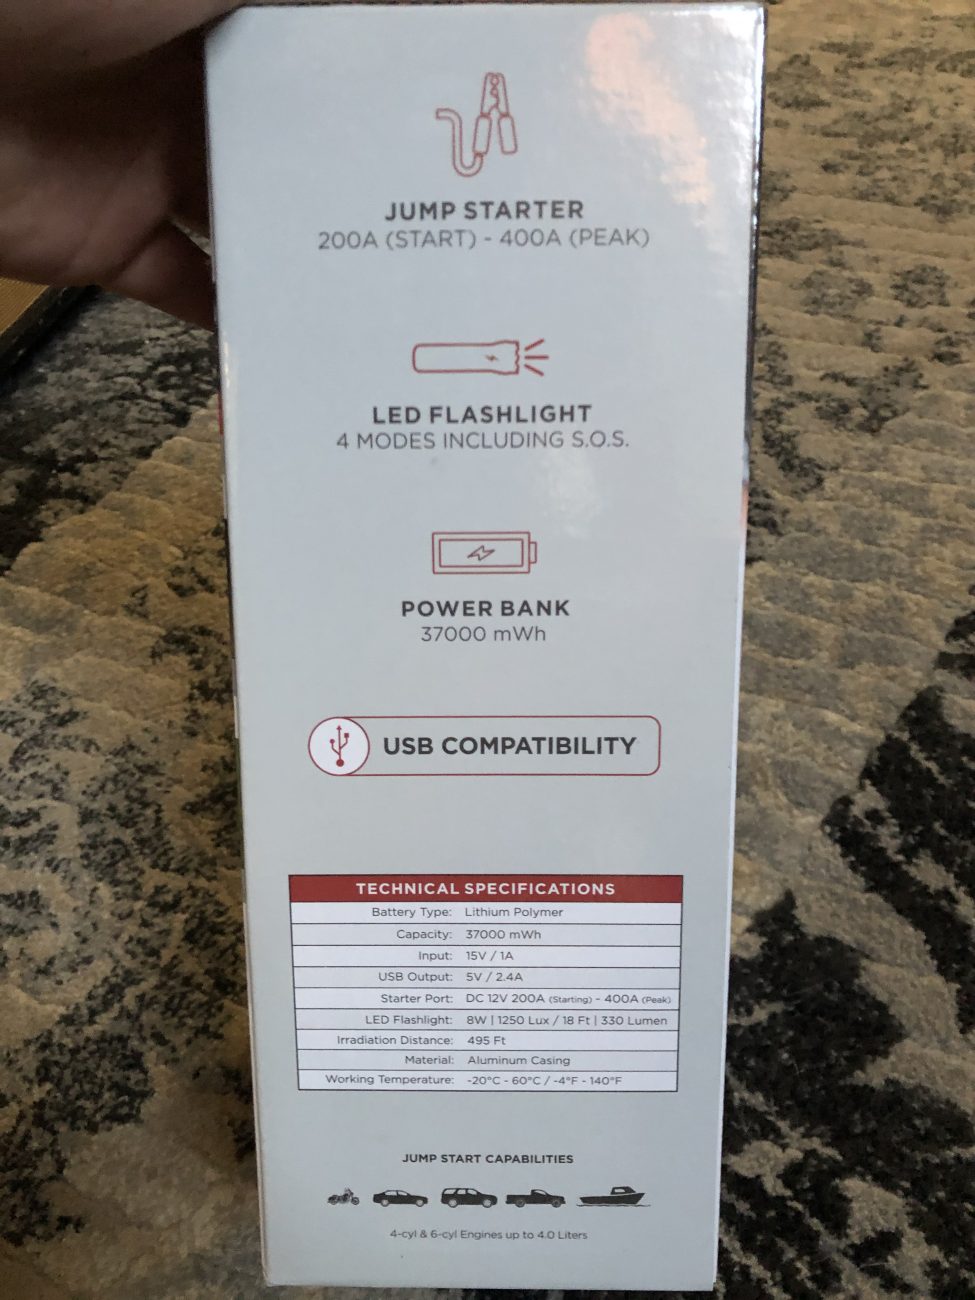 JUMP STARTER
200A (START) - 400A (PEAK)
LED FLASHLIGHT
4 MODES INCLUDING S.O.S.
POWER BANK
37000 mWh
USB COMPATIBILITY
TECHNICAL SPECIFICATIONS
Battery Type: Lithium Polymer
Capacity: 37000 mWh
Input: 15V / 1A
USB Output: 5V / 2.4A
Starter Port: DC 12V 200A (Starting) - 400A (Peak)
LED Flashlight: 8W | 1250 Lux / 18 Ft | 330 Lumen
Irradiation Distance: 495 Ft
Material: Aluminum Casing
Working Temperature: -20°C - 60°C / -4°F - 140°F
JUMP START CAPABILITIES
4-cyl & 6-cyl Engines up to 4.0 Liters